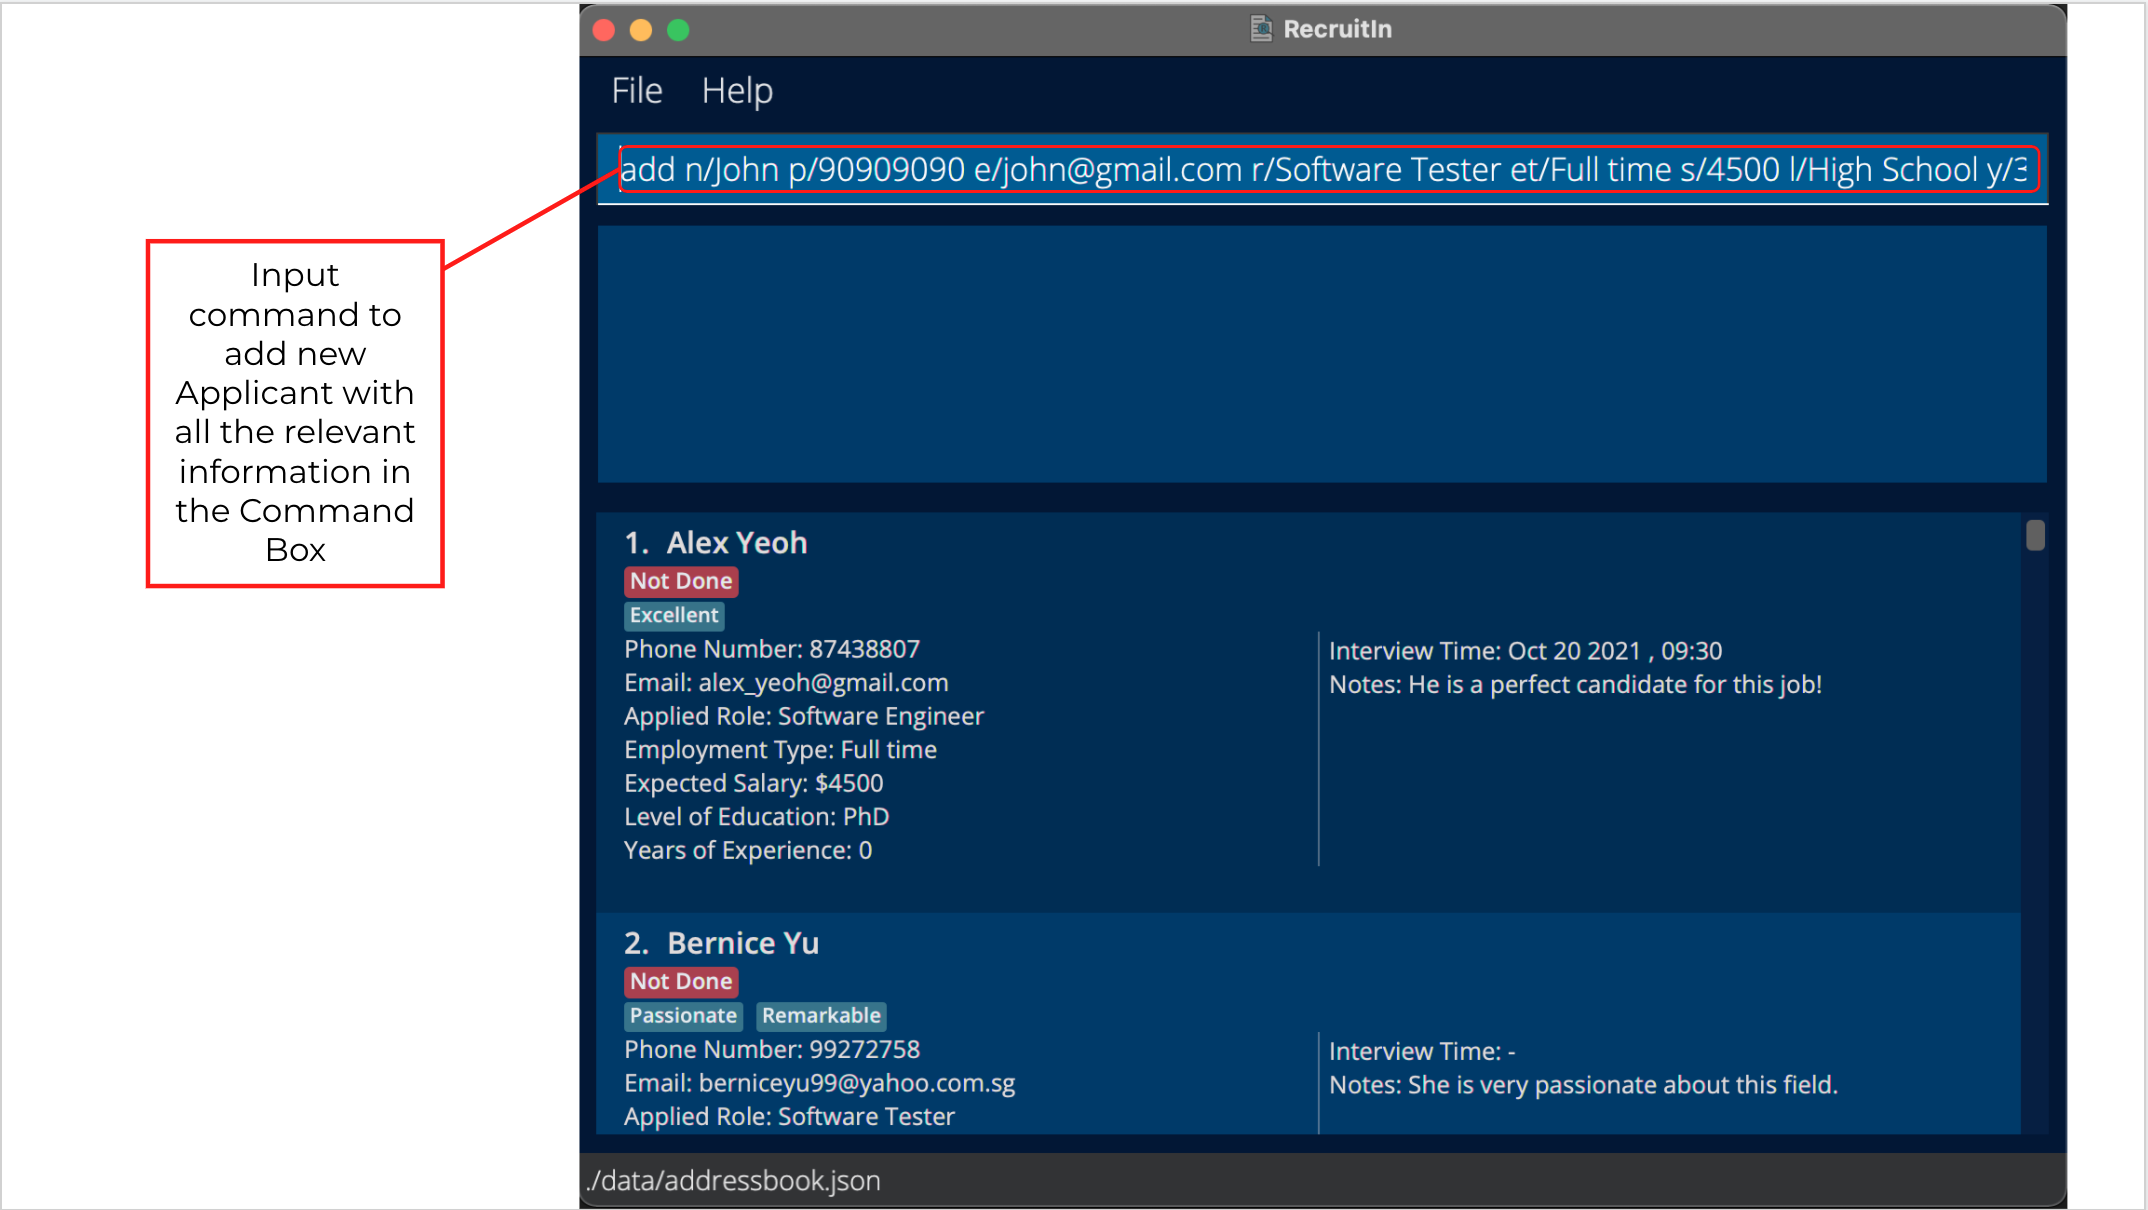 RecruitIn
File Help
add n/John p/90909090 e/john@gmail.com r/Software Tester et/Full time s/4500 l/High School y/3
Input
command to
add new
Applicant with
all the relevant
information in
the Command
Box
1. Alex Yeoh
Not Done
Excellent
Phone Number: 87438807
Email: alex_yeoh@gmail.com
Applied Role: Software Engineer
Employment Type: Full time
Expected Salary: $4500
Level of Education: PhD
Years of Experience: 0
Interview Time: Oct 20 2021 , 09:30
Notes: He is a perfect candidate for this job!
2. Bernice Yu
Not Done
Passionate Remarkable
Phone Number: 99272758
Email: berniceyu99@yahoo.com.sg
Applied Role: Software Tester
Interview Time: -
Notes: She is very passionate about this field.
./data/addressbook.json